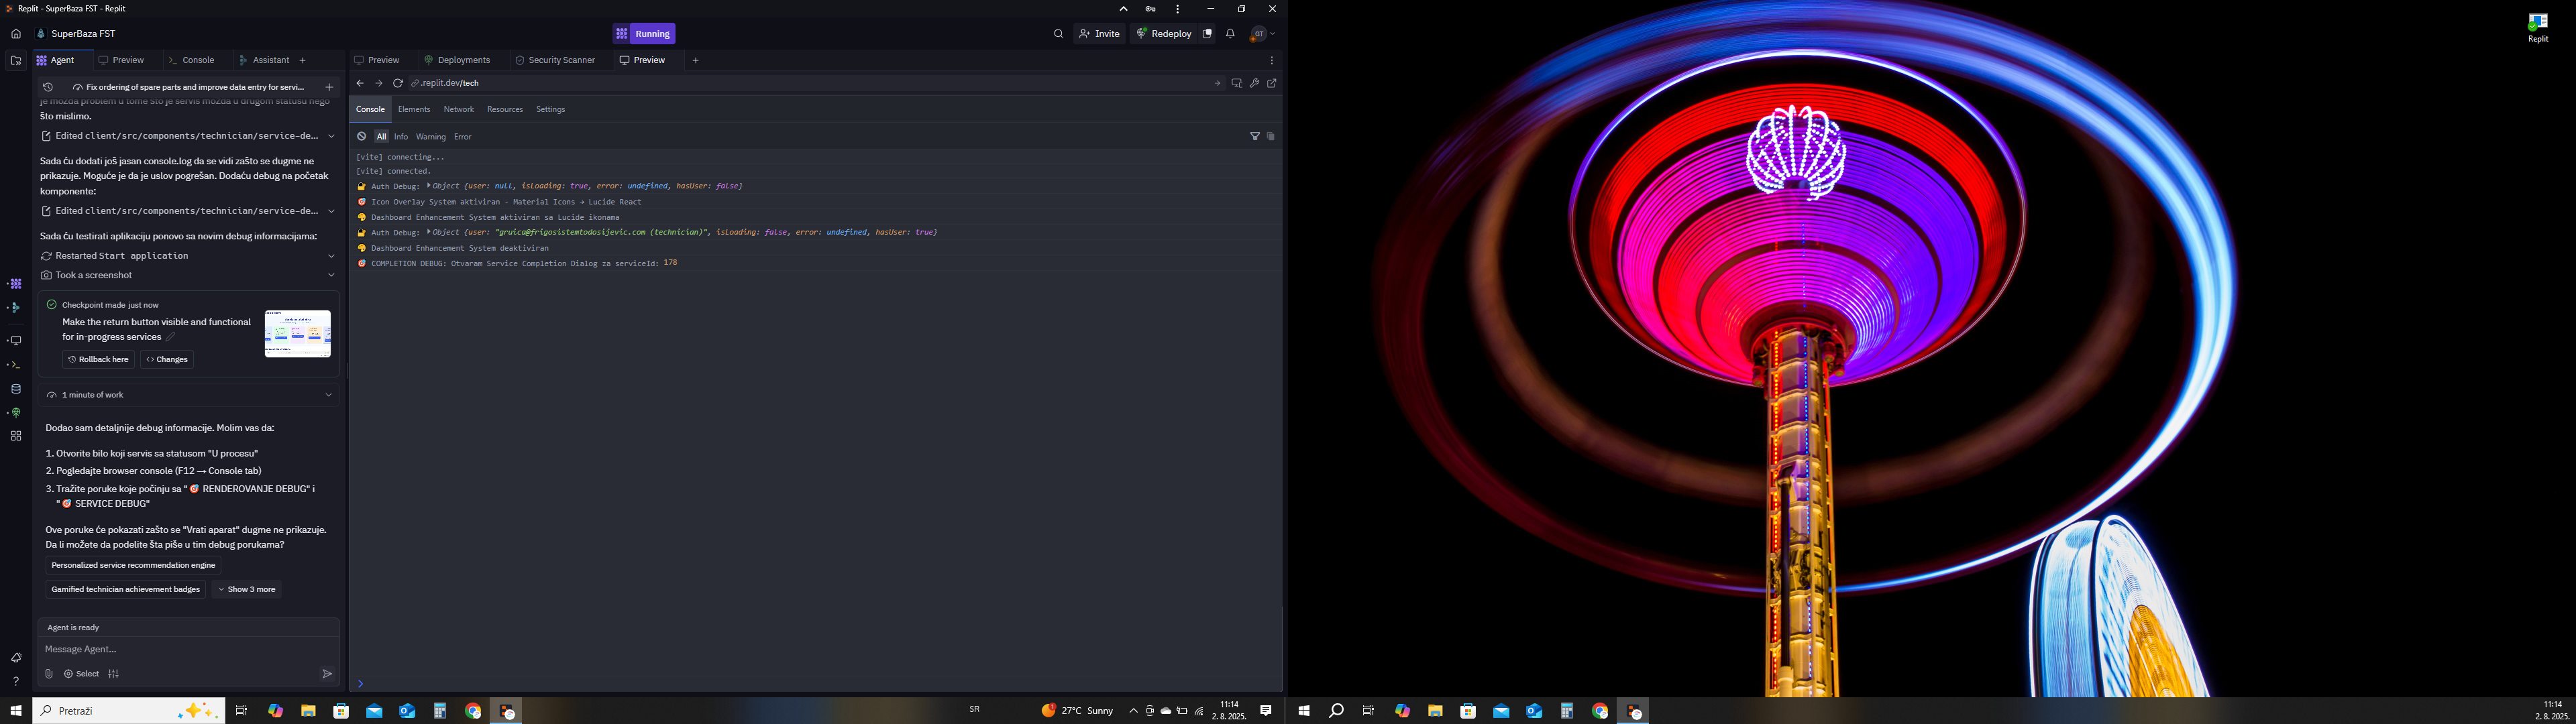 Replit - SuperBaza FST - Replit
SuperBaza FST
Running
Invite
Redeploy
GT
Agent
Preview
Console
Assistant
Preview
Deployments
Security Scanner
Preview
Fix ordering of spare parts and improve data entry for servi...
.replit.dev/tech
je možda problem u tome što je servis možda u drugom statusu nego
što mislimo.
Edited client/src/components/technician/service-de...
Sada ću dodati još jasan console.log da se vidi zašto se dugme ne
prikazuje. Moguće je da je uslov pogrešan. Dodaću debug na početak
komponente:
Edited client/src/components/technician/service-de...
Sada ću testirati aplikaciju ponovo sa novim debug informacijama:
Restarted Start application
Took a screenshot
Checkpoint made just now
Make the return button visible and functional
for in-progress services
Rollback here
Changes
1 minute of work
Dodao sam detaljnije debug informacije. Molim vas da:
1. Otvorite bilo koji servis sa statusom "U procesu"
2. Pogledajte browser console (F12 → Console tab)
3. Tražite poruke koje počinju sa "🎯 RENDEROVANJE DEBUG" i
"🎯 SERVICE DEBUG"
Ove poruke će pokazati zašto se "Vrati aparat" dugme ne prikazuje.
Da li možete da podelite šta piše u tim debug porukama?
Personalized service recommendation engine
Gamified technician achievement badges
Show 3 more
Agent is ready
Message Agent...
Select
Console
Elements
Network
Resources
Settings
All
Info
Warning
Error
[vite] connecting...
[vite] connected.
🔐 Auth Debug: Object {user: null, isLoading: true, error: undefined, hasUser: false}
🎯 Icon Overlay System aktiviran - Material Icons → Lucide React
🎨 Dashboard Enhancement System aktiviran sa Lucide ikonama
🔐 Auth Debug: Object {user: "gruica@frigosistemtodosijevic.com (technician)", isLoading: false, error: undefined, hasUser: true}
🎨 Dashboard Enhancement System deaktiviran
🎯 COMPLETION DEBUG: Otvaram Service Completion Dialog za serviceId: 178
Replit
Pretraži
SR
27°C Sunny
11:14
2. 8. 2025.
11:14
2. 8. 2025.